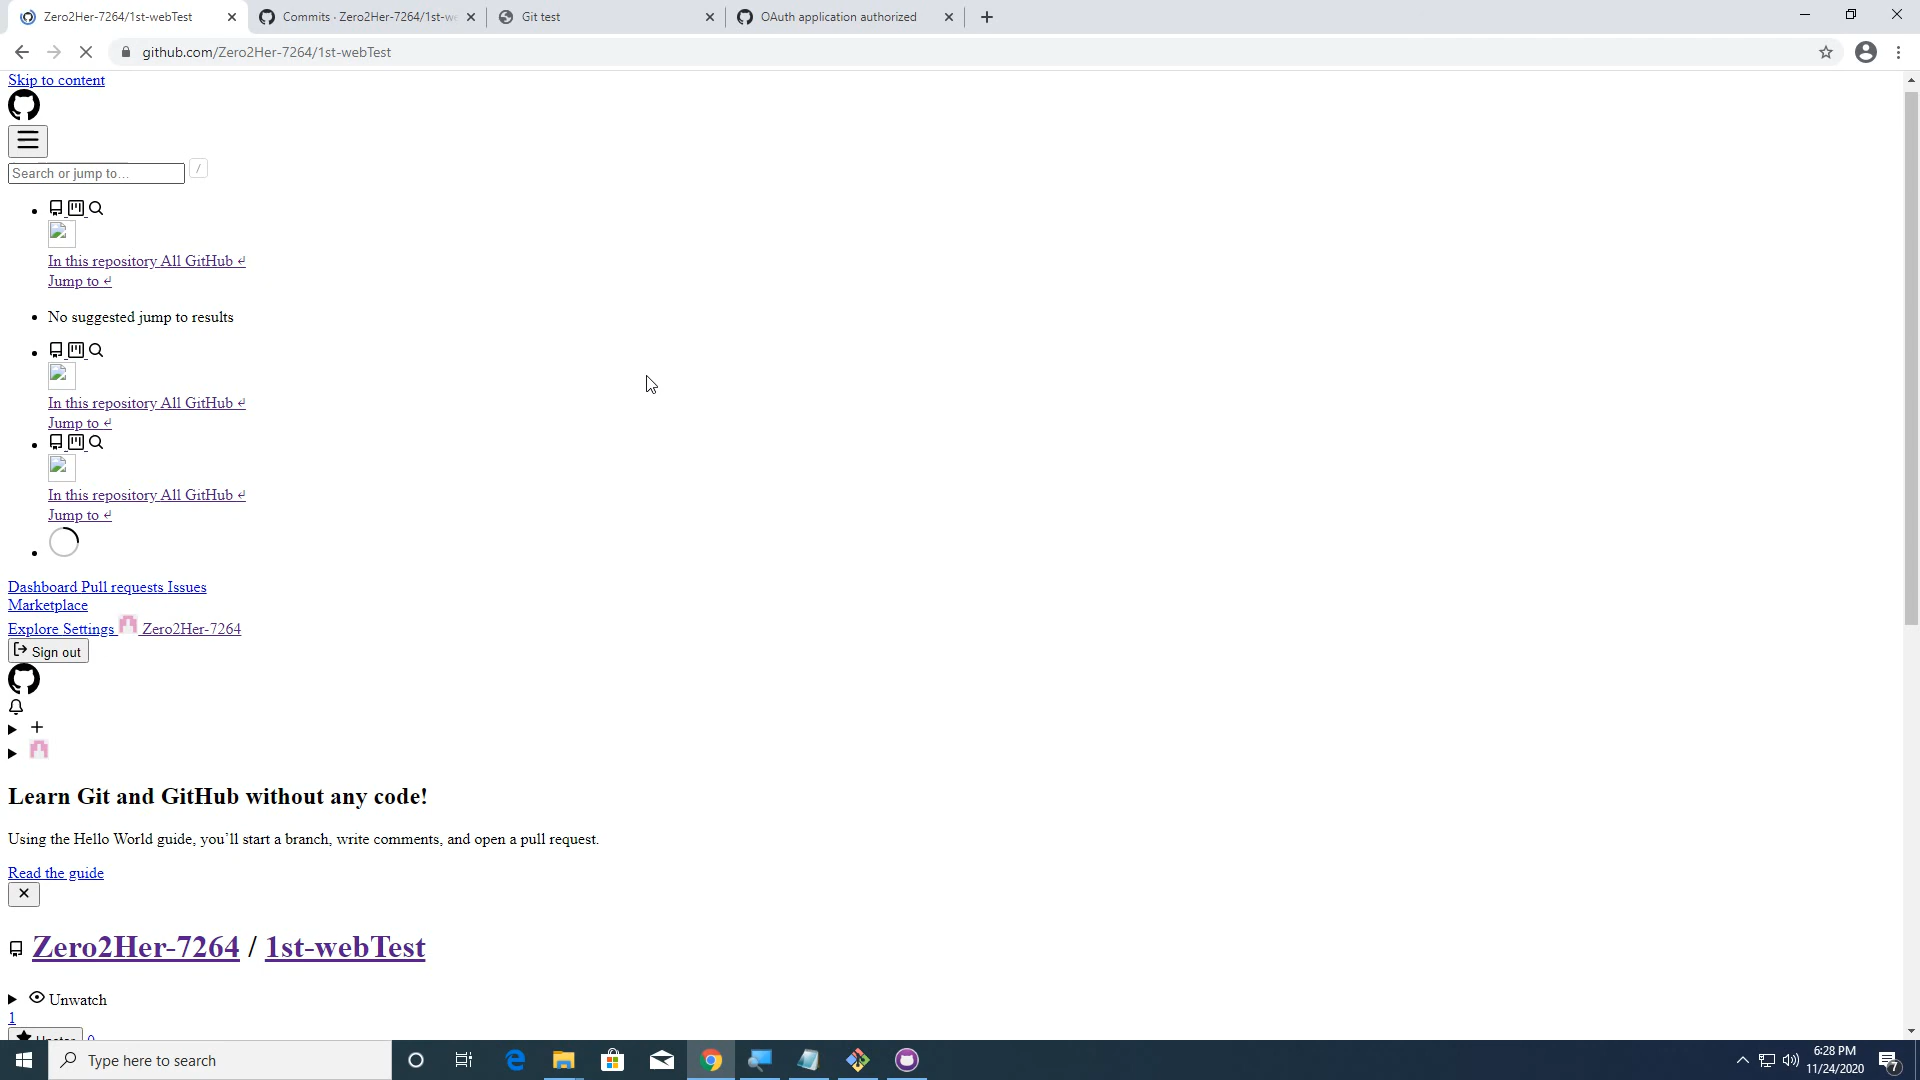 Zero2Her-7264/1st-webTest
Commits · Zero2Her-7264/1st-we
Git test
OAuth application authorized
github.com/Zero2Her-7264/1st-webTest
Skip to content
Search or jump to…
/
In this repository All GitHub ↵
Jump to ↵
No suggested jump to results
In this repository All GitHub ↵
Jump to ↵
In this repository All GitHub ↵
Jump to ↵
Dashboard Pull requests Issues
Marketplace
Explore Settings Zero2Her-7264
Sign out
Learn Git and GitHub without any code!
Using the Hello World guide, you’ll start a branch, write comments, and open a pull request.
Read the guide
Zero2Her-7264 / 1st-webTest
Unwatch
1
Type here to search
6:28 PM
11/24/2020
7